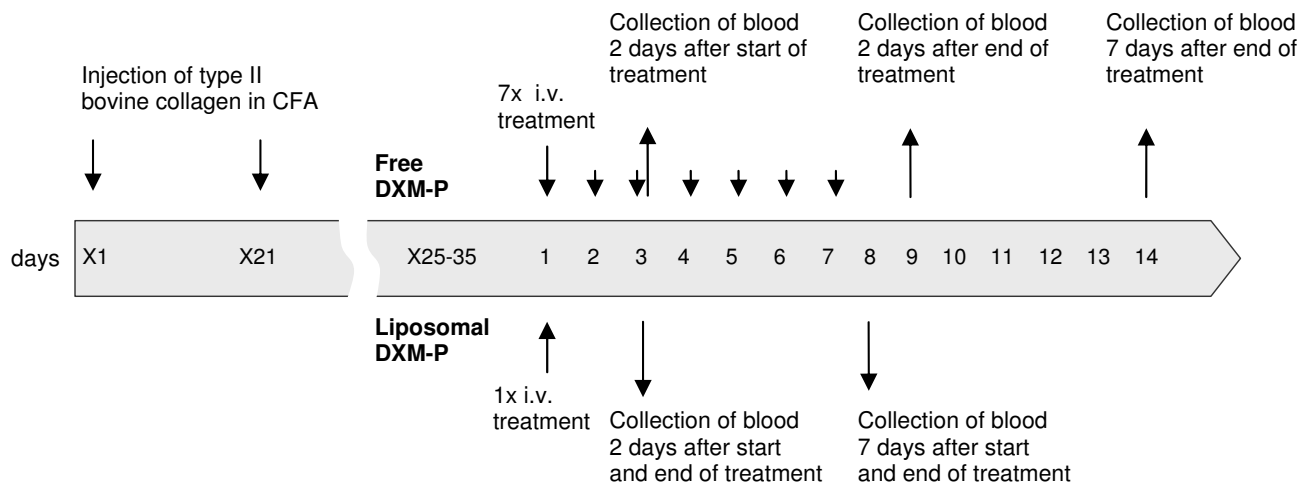 Collection of blood
2 days after start of
treatment
Collection of blood
2 days after end of
treatment
Collection of blood
7 days after end of
treatment
Injection of type II
bovine collagen in CFA
7x i.v.
treatment
Free
DXM-P
days X1 X21 X25-35 1 2 3 4 5 6 7 8 9 10 11 12 13 14
Liposomal
DXM-P
1x i.v.
treatment
Collection of blood
2 days after start
and end of treatment
Collection of blood
7 days after start
and end of treatment